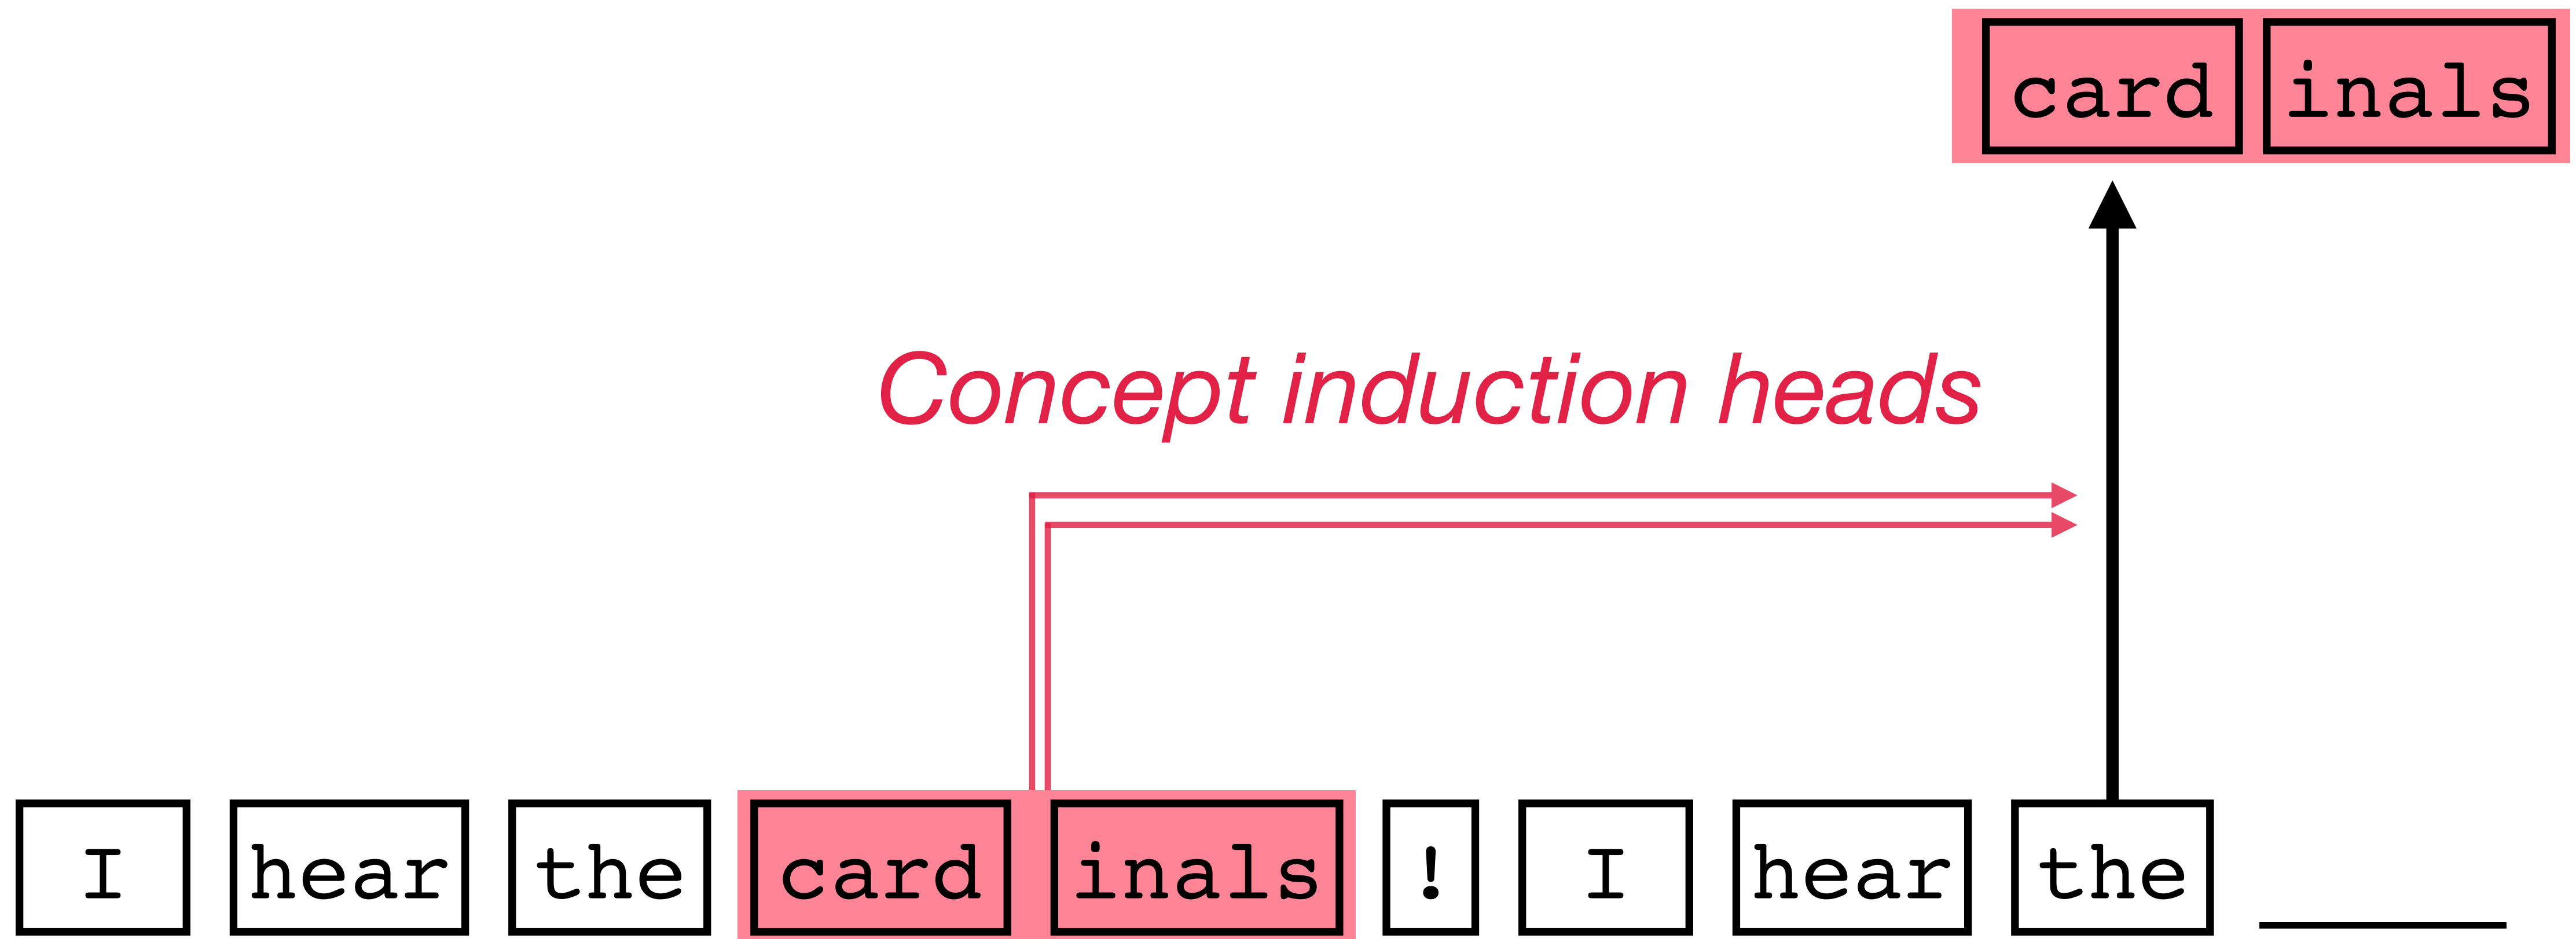 card inals
Concept induction heads
I hear the card inals ! I hear the